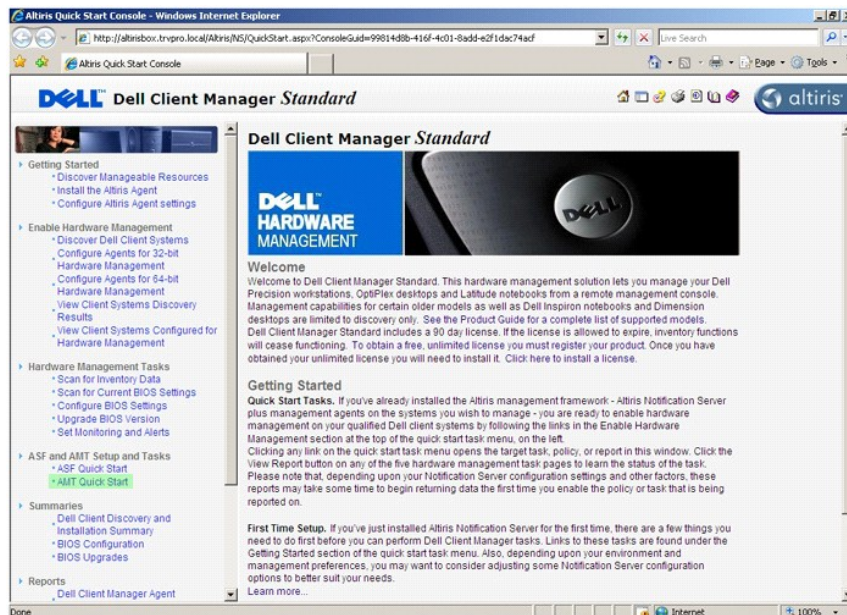 Altiris Quick Start Console - Windows Internet Explorer
http://altirisbox.trvpro.local/Altiris/NS/QuickStart.aspx?ConsoleGuid=99814d8b-416f-4c01-8add-e2f1dac74acf
Live Search
Altiris Quick Start Console
Page
Tools
DELL™ Dell Client Manager Standard
altiris
Getting Started
Discover Manageable Resources
Install the Altiris Agent
Configure Altiris Agent settings
Enable Hardware Management
Discover Dell Client Systems
Configure Agents for 32-bit
Hardware Management
Configure Agents for 64-bit
Hardware Management
View Client Systems Discovery
Results
View Client Systems Configured for
Hardware Management
Hardware Management Tasks
Scan for Inventory Data
Scan for Current BIOS Settings
Configure BIOS Settings
Upgrade BIOS Version
Set Monitoring and Alerts
ASF and AMT Setup and Tasks
ASF Quick Start
AMT Quick Start
Summaries
Dell Client Discovery and
Installation Summary
BIOS Configuration
BIOS Upgrades
Reports
Dell Client Manager Agent
Dell Client Manager Standard
DELL™
HARDWARE
MANAGEMENT
DELL
Welcome
Welcome to Dell Client Manager Standard. This hardware management solution lets you manage your Dell
Precision workstations, OptiPlex desktops and Latitude notebooks from a remote management console.
Management capabilities for certain older models as well as Dell Inspiron notebooks and Dimension
desktops are limited to discovery only. See the Product Guide for a complete list of supported models.
Dell Client Manager Standard includes a 90 day license. If the license is allowed to expire, inventory functions
will cease functioning. To obtain a free, unlimited license you must register your product. Once you have
obtained your unlimited license you will need to install it. Click here to install a license.
Getting Started
Quick Start Tasks. If you've already installed the Altiris management framework - Altiris Notification Server
plus management agents on the systems you wish to manage - you are ready to enable hardware
management on your qualified Dell client systems by following the links in the Enable Hardware
Management section at the top of the quick start task menu, on the left.
Clicking any link on the quick start task menu opens the target task, policy, or report in this window. Click the
View Report button on any of the five hardware management task pages to learn the status of the task.
Please note that, depending upon your Notification Server configuration settings and other factors, these
reports may take some time to begin returning data the first time you enable the policy or task that is being
reported on.
First Time Setup. If you've just installed Altiris Notification Server for the first time, there are a few things you
need to do first before you can perform Dell Client Manager tasks. Links to these tasks are found under the
Getting Started section of the quick start task menu. Also, depending upon your environment and
management preferences, you may want to consider adjusting some Notification Server configuration
options to better suit your needs.
Learn more...
Done
Internet
100%